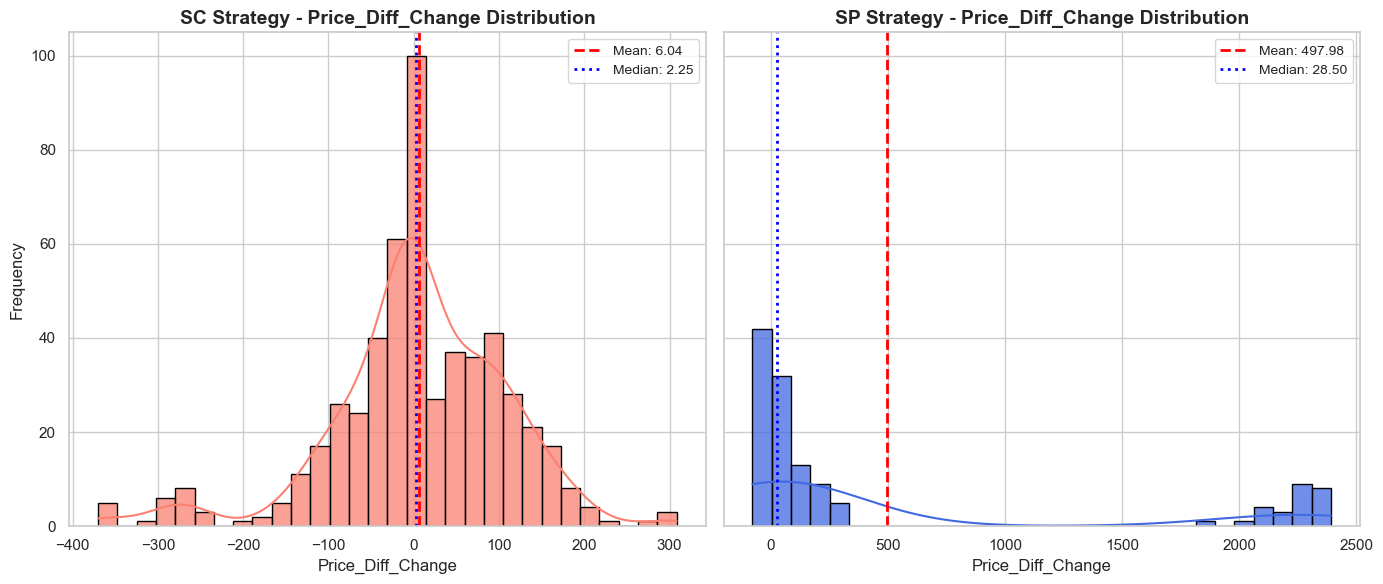 SC Strategy - Price_Diff_Change Distribution
Mean: 6.04
Median: 2.25
Frequency
100
80
60
40
20
0
−400
−300
−200
−100
0
100
200
300
Price_Diff_Change
SP Strategy - Price_Diff_Change Distribution
Mean: 497.98
Median: 28.50
0
500
1000
1500
2000
2500
Price_Diff_Change